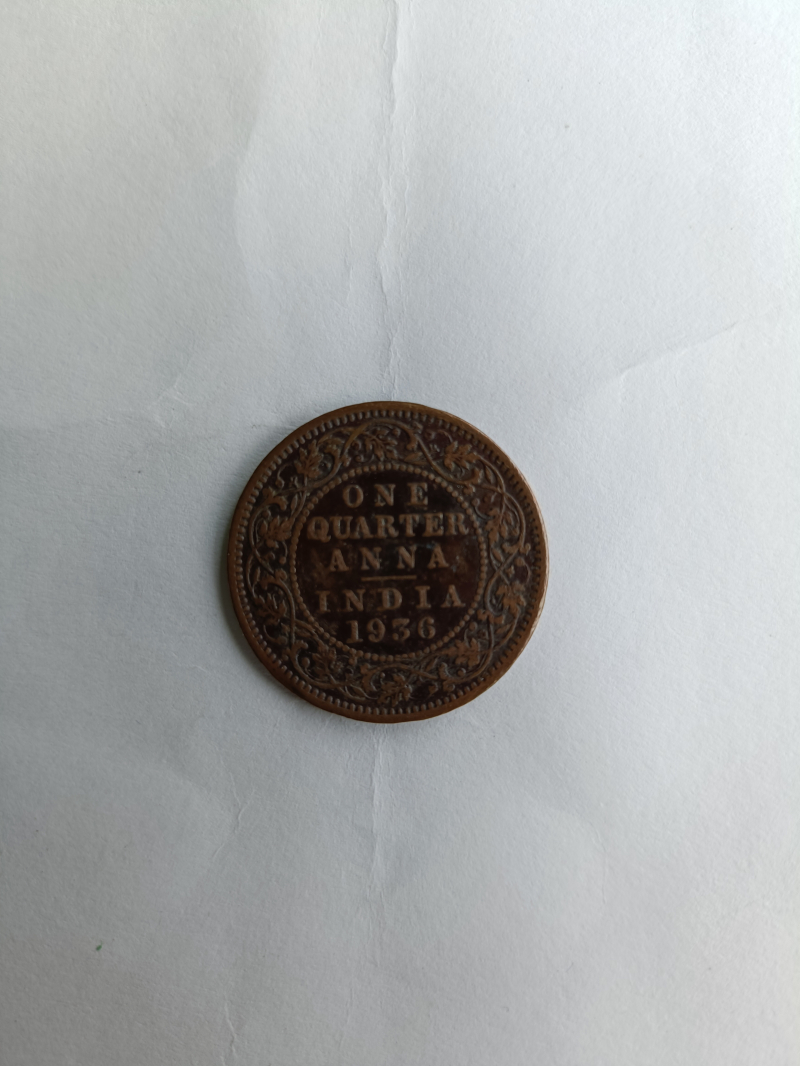 ONE
QUARTER
ANNA
INDIA
1936